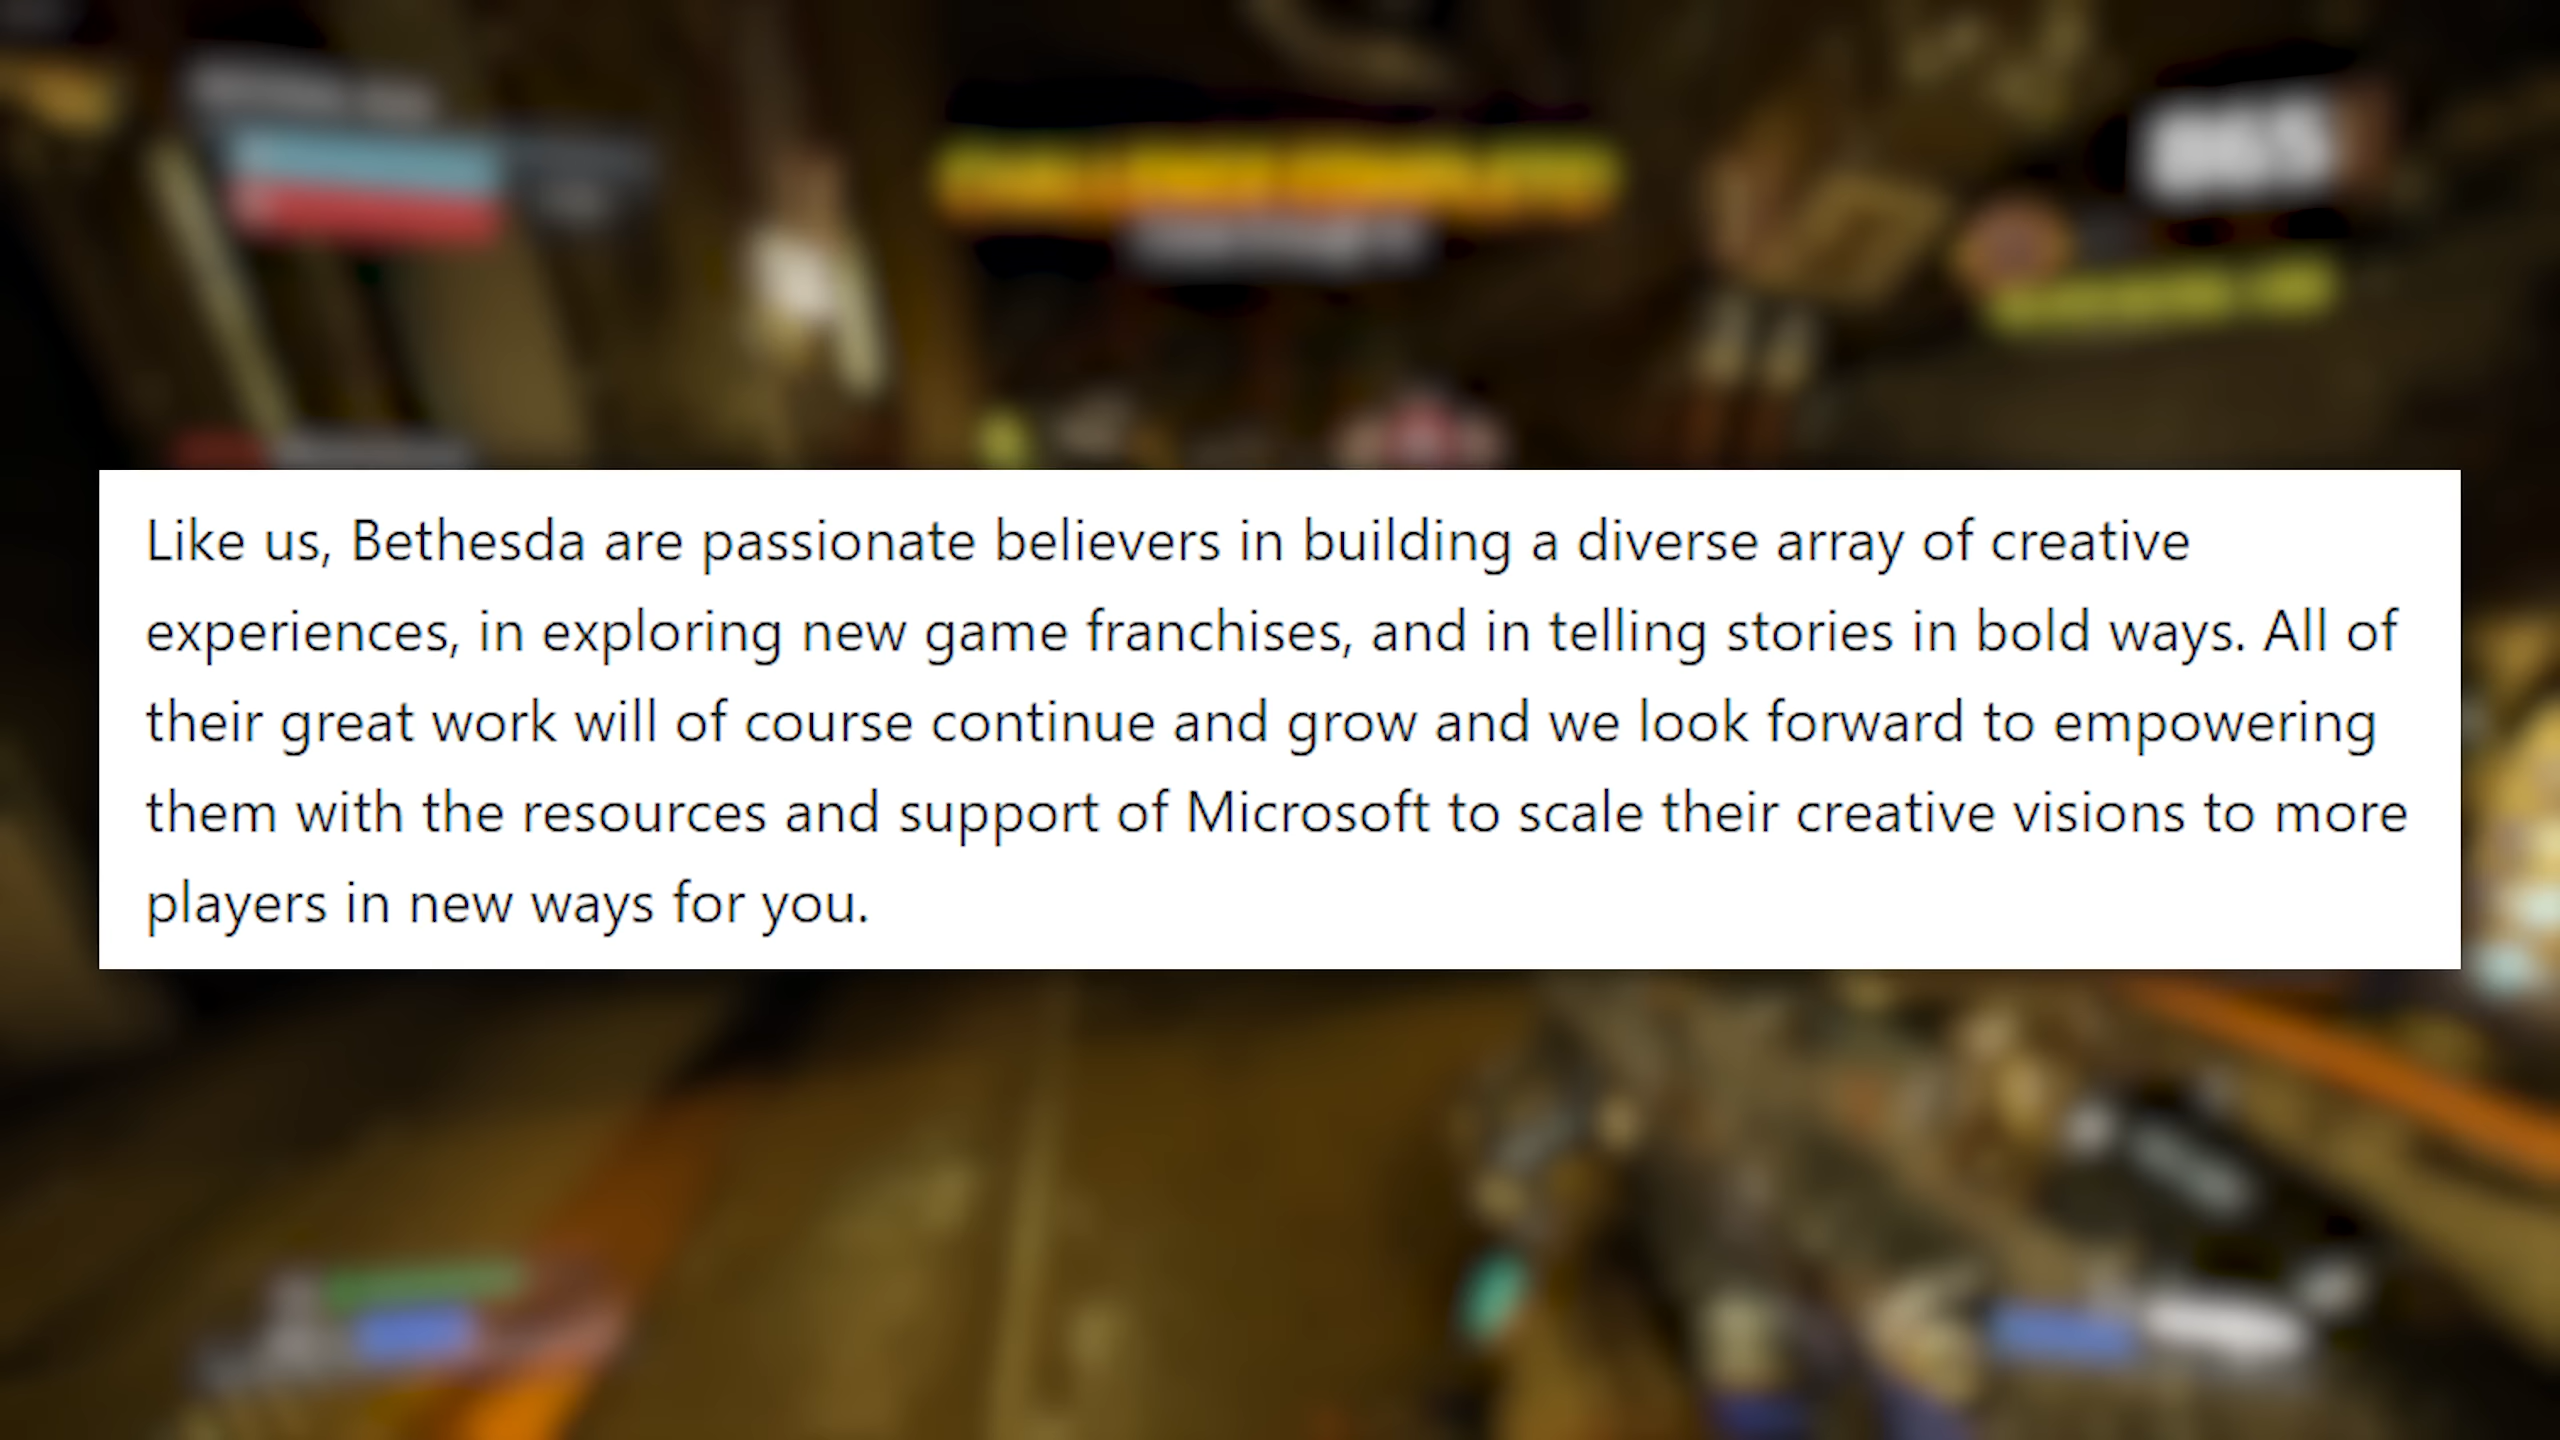 Like us, Bethesda are passionate believers in building a diverse array of creative
experiences, in exploring new game franchises, and in telling stories in bold ways. All of
their great work will of course continue and grow and we look forward to empowering
them with the resources and support of Microsoft to scale their creative visions to more
players in new ways for you.